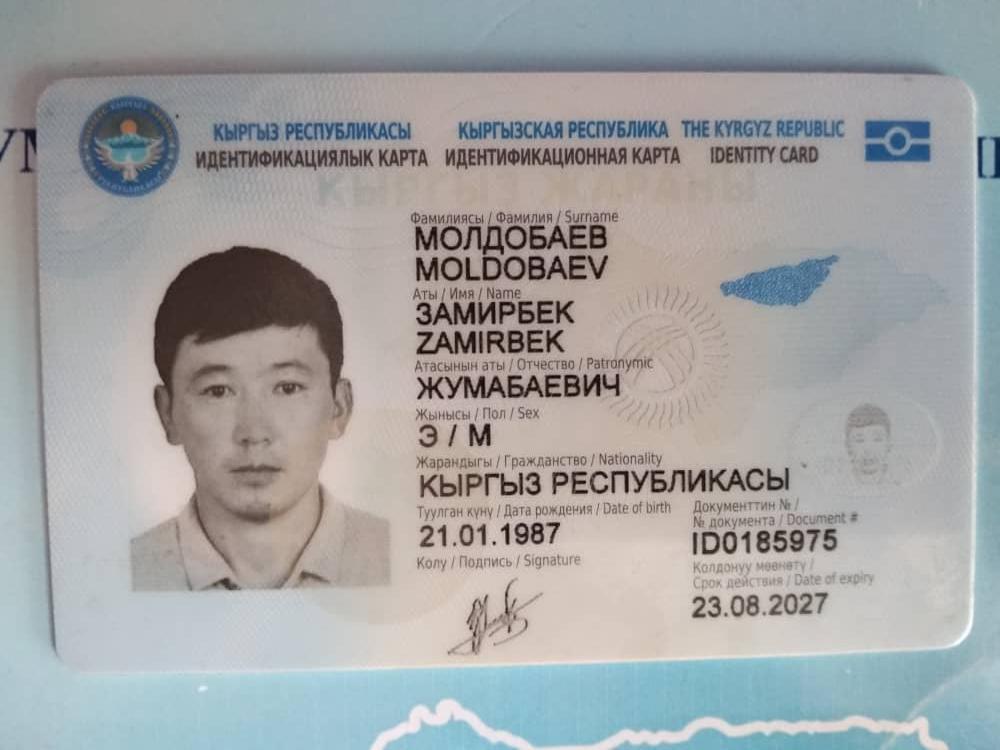 КЫРГЫЗ РЕСПУБЛИКАСЫ КЫРГЫЗСКАЯ РЕСПУБЛИКА THE KYRGYZ REPUBLIC
ИДЕНТИФИКАЦИЯЛЫК КАРТА ИДЕНТИФИКАЦИОННАЯ КАРТА IDENTITY CARD
КЫРГЫЗ ЖАРАНЫ
Фамилиясы / Фамилия / Surname
МОЛДОБАЕВ
MOLDOBAEV
Аты / Имя / Name
ЗАМИРБЕК
ZAMIRBEK
Атасынын аты / Отчество / Patronymic
ЖУМАБАЕВИЧ
Жынысы / Пол / Sex
Э / М
Жарандыгы / Гражданство / Nationality
КЫРГЫЗ РЕСПУБЛИКАСЫ
Туулган күнү / Дата рождения / Date of birth
21.01.1987
Документтин № /
№ документа / Document #
ID0185975
Колу / Подпись / Signature
Колдонуу мөөнөтү /
Срок действия / Date of expiry
23.08.2027